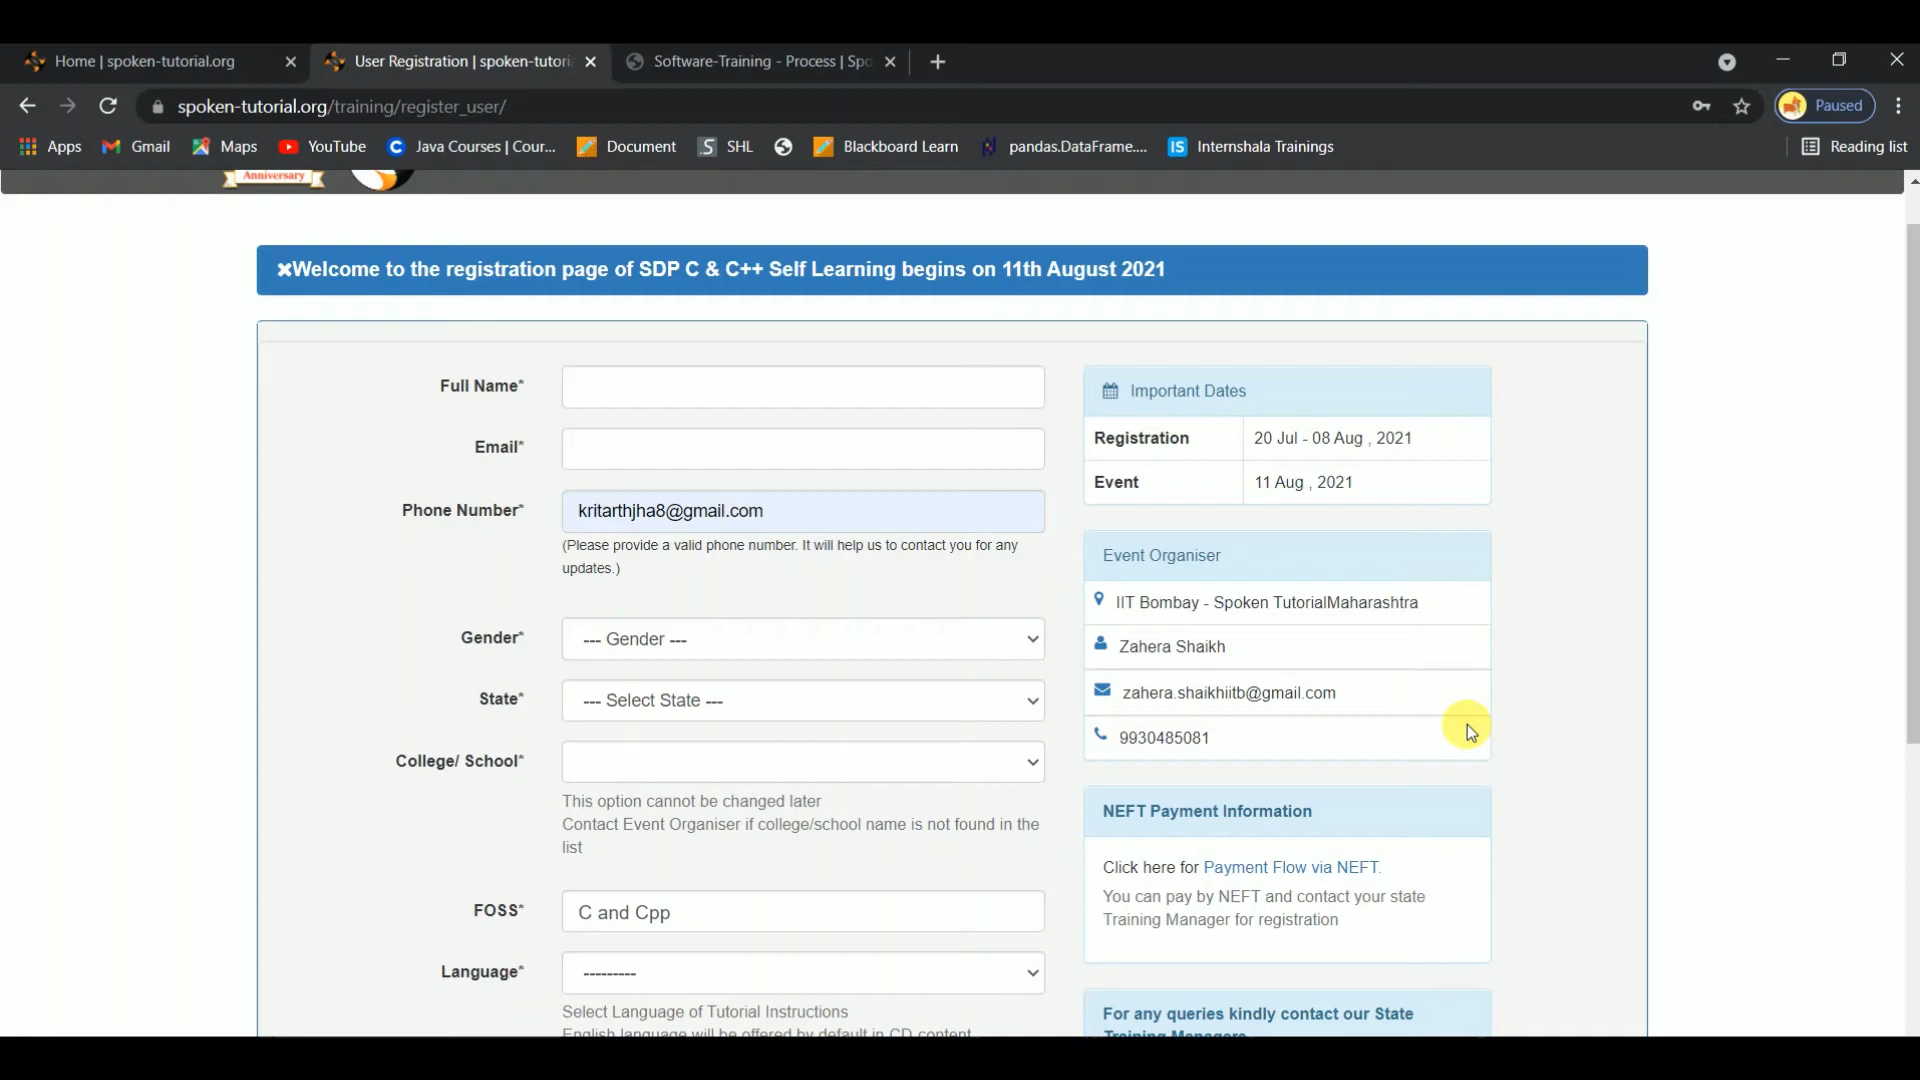 Home | spoken-tutorial.org
User Registration | spoken-tutori
Software-Training - Process | Spo
spoken-tutorial.org/training/register_user/
Paused
Apps
Gmail
Maps
YouTube
Java Courses | Cour...
Document
SHL
Blackboard Learn
pandas.DataFrame....
Internshala Trainings
Reading list
Anniversary
×Welcome to the registration page of SDP C & C++ Self Learning begins on 11th August 2021
Full Name*
Email*
Phone Number*
kritarthjha8@gmail.com
(Please provide a valid phone number. It will help us to contact you for any
updates.)
Gender*
--- Gender ---
State*
--- Select State ---
College/ School*
This option cannot be changed later
Contact Event Organiser if college/school name is not found in the
list
FOSS*
C and Cpp
Language*
---------
Select Language of Tutorial Instructions
English language will be offered by default in CD content
Important Dates
Registration
20 Jul - 08 Aug , 2021
Event
11 Aug , 2021
Event Organiser
IIT Bombay - Spoken TutorialMaharashtra
Zahera Shaikh
zahera.shaikhiitb@gmail.com
9930485081
NEFT Payment Information
Click here for Payment Flow via NEFT.
You can pay by NEFT and contact your state
Training Manager for registration
For any queries kindly contact our State
Training Managers